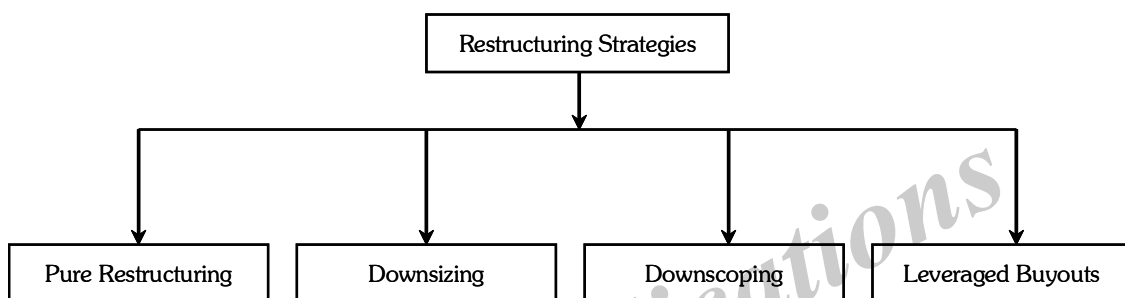 Restructuring Strategies
Pure Restructuring
Downsizing
Downscoping
Leveraged Buyouts